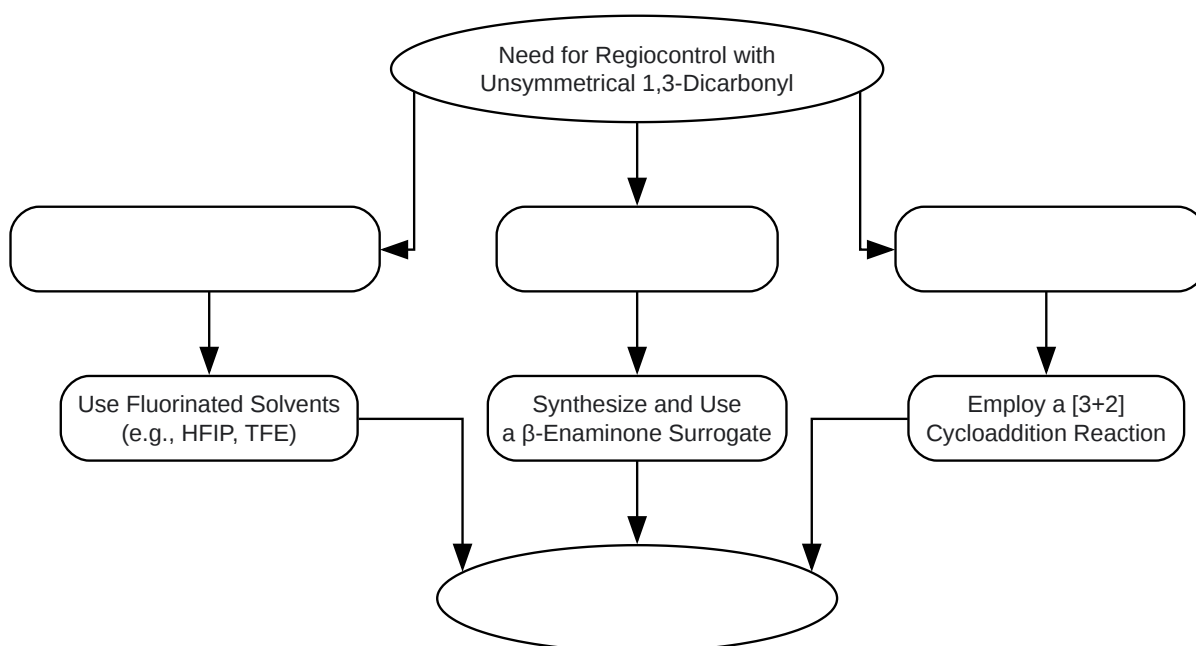 Need for Regiocontrol with
Unsymmetrical 1,3-Dicarbonyl
Use Fluorinated Solvents
(e.g., HFIP, TFE)
Synthesize and Use
a β-Enaminone Surrogate
Employ a [3+2]
Cycloaddition Reaction